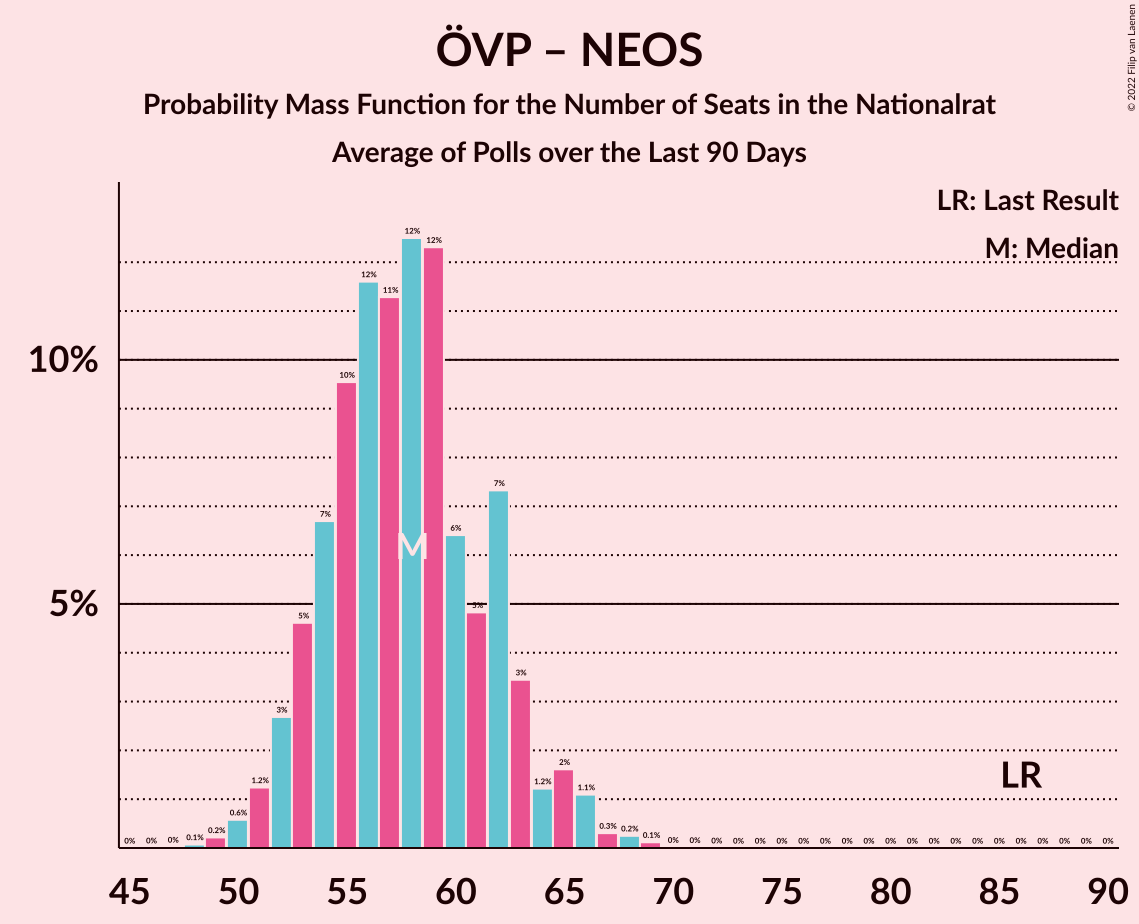 ÖVP – NEOS
Probability Mass Function for the Number of Seats in the Nationalrat
Average of Polls over the Last 90 Days
© 2022 Filip van Laenen
LR: Last Result
M: Median
10%
5%
0% 0% 0% 0.1% 0.2% 0.6% 1.2% 3% 5% 7% 10% 12% 11% 12% 12% 6% 5% 7% 3% 1.2% 2% 1.1% 0.3% 0.2% 0.1% 0% 0% 0% 0% 0% 0% 0% 0% 0% 0% 0% 0% 0% 0% 0% 0% 0% 0% 0% 0% 0%
M
LR
45 50 55 60 65 70 75 80 85 90